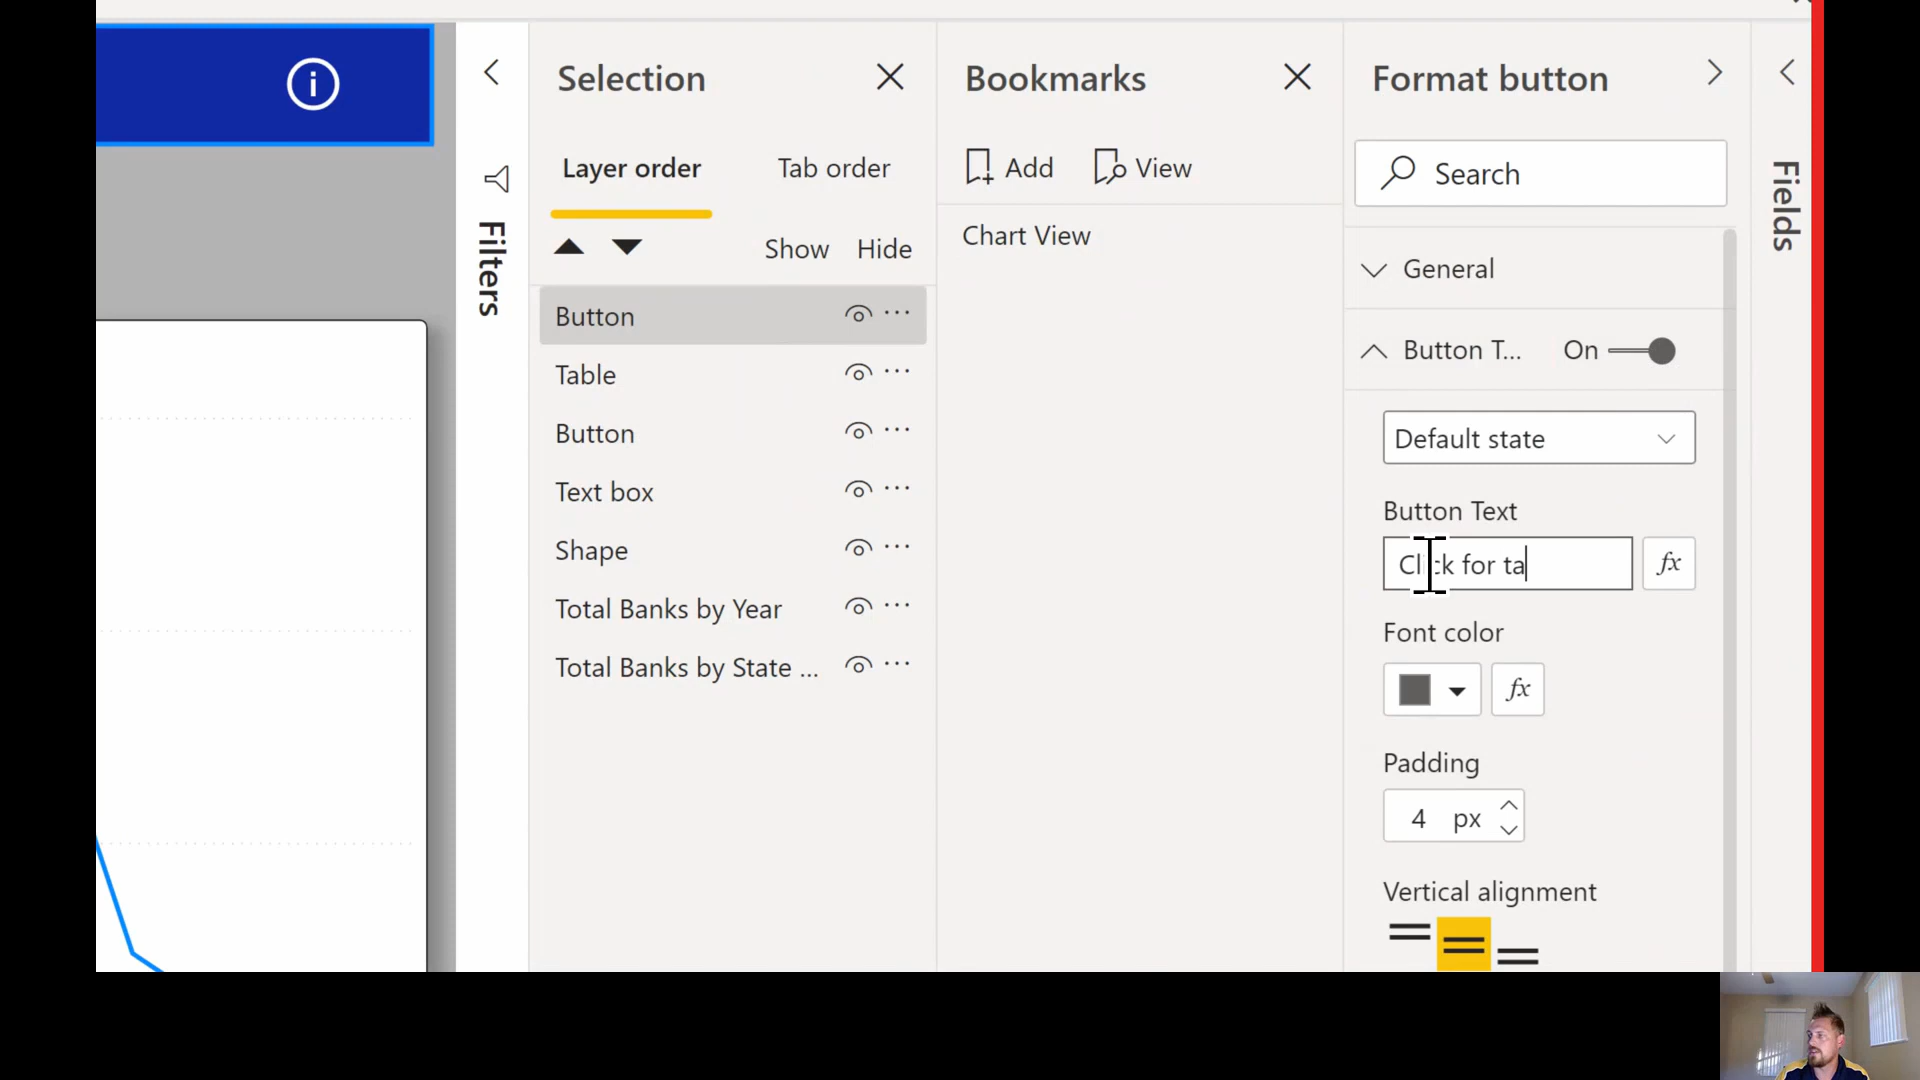 Filters
Selection
Layer order
Tab order
Show
Hide
Button
Table
Button
Text box
Shape
Total Banks by Year
Total Banks by State ...
Bookmarks
Add
View
Chart View
Format button
Search
General
Button T...
On
Default state
Button Text
Click for ta
fx
Font color
fx
Padding
4 px
Vertical alignment
Fields